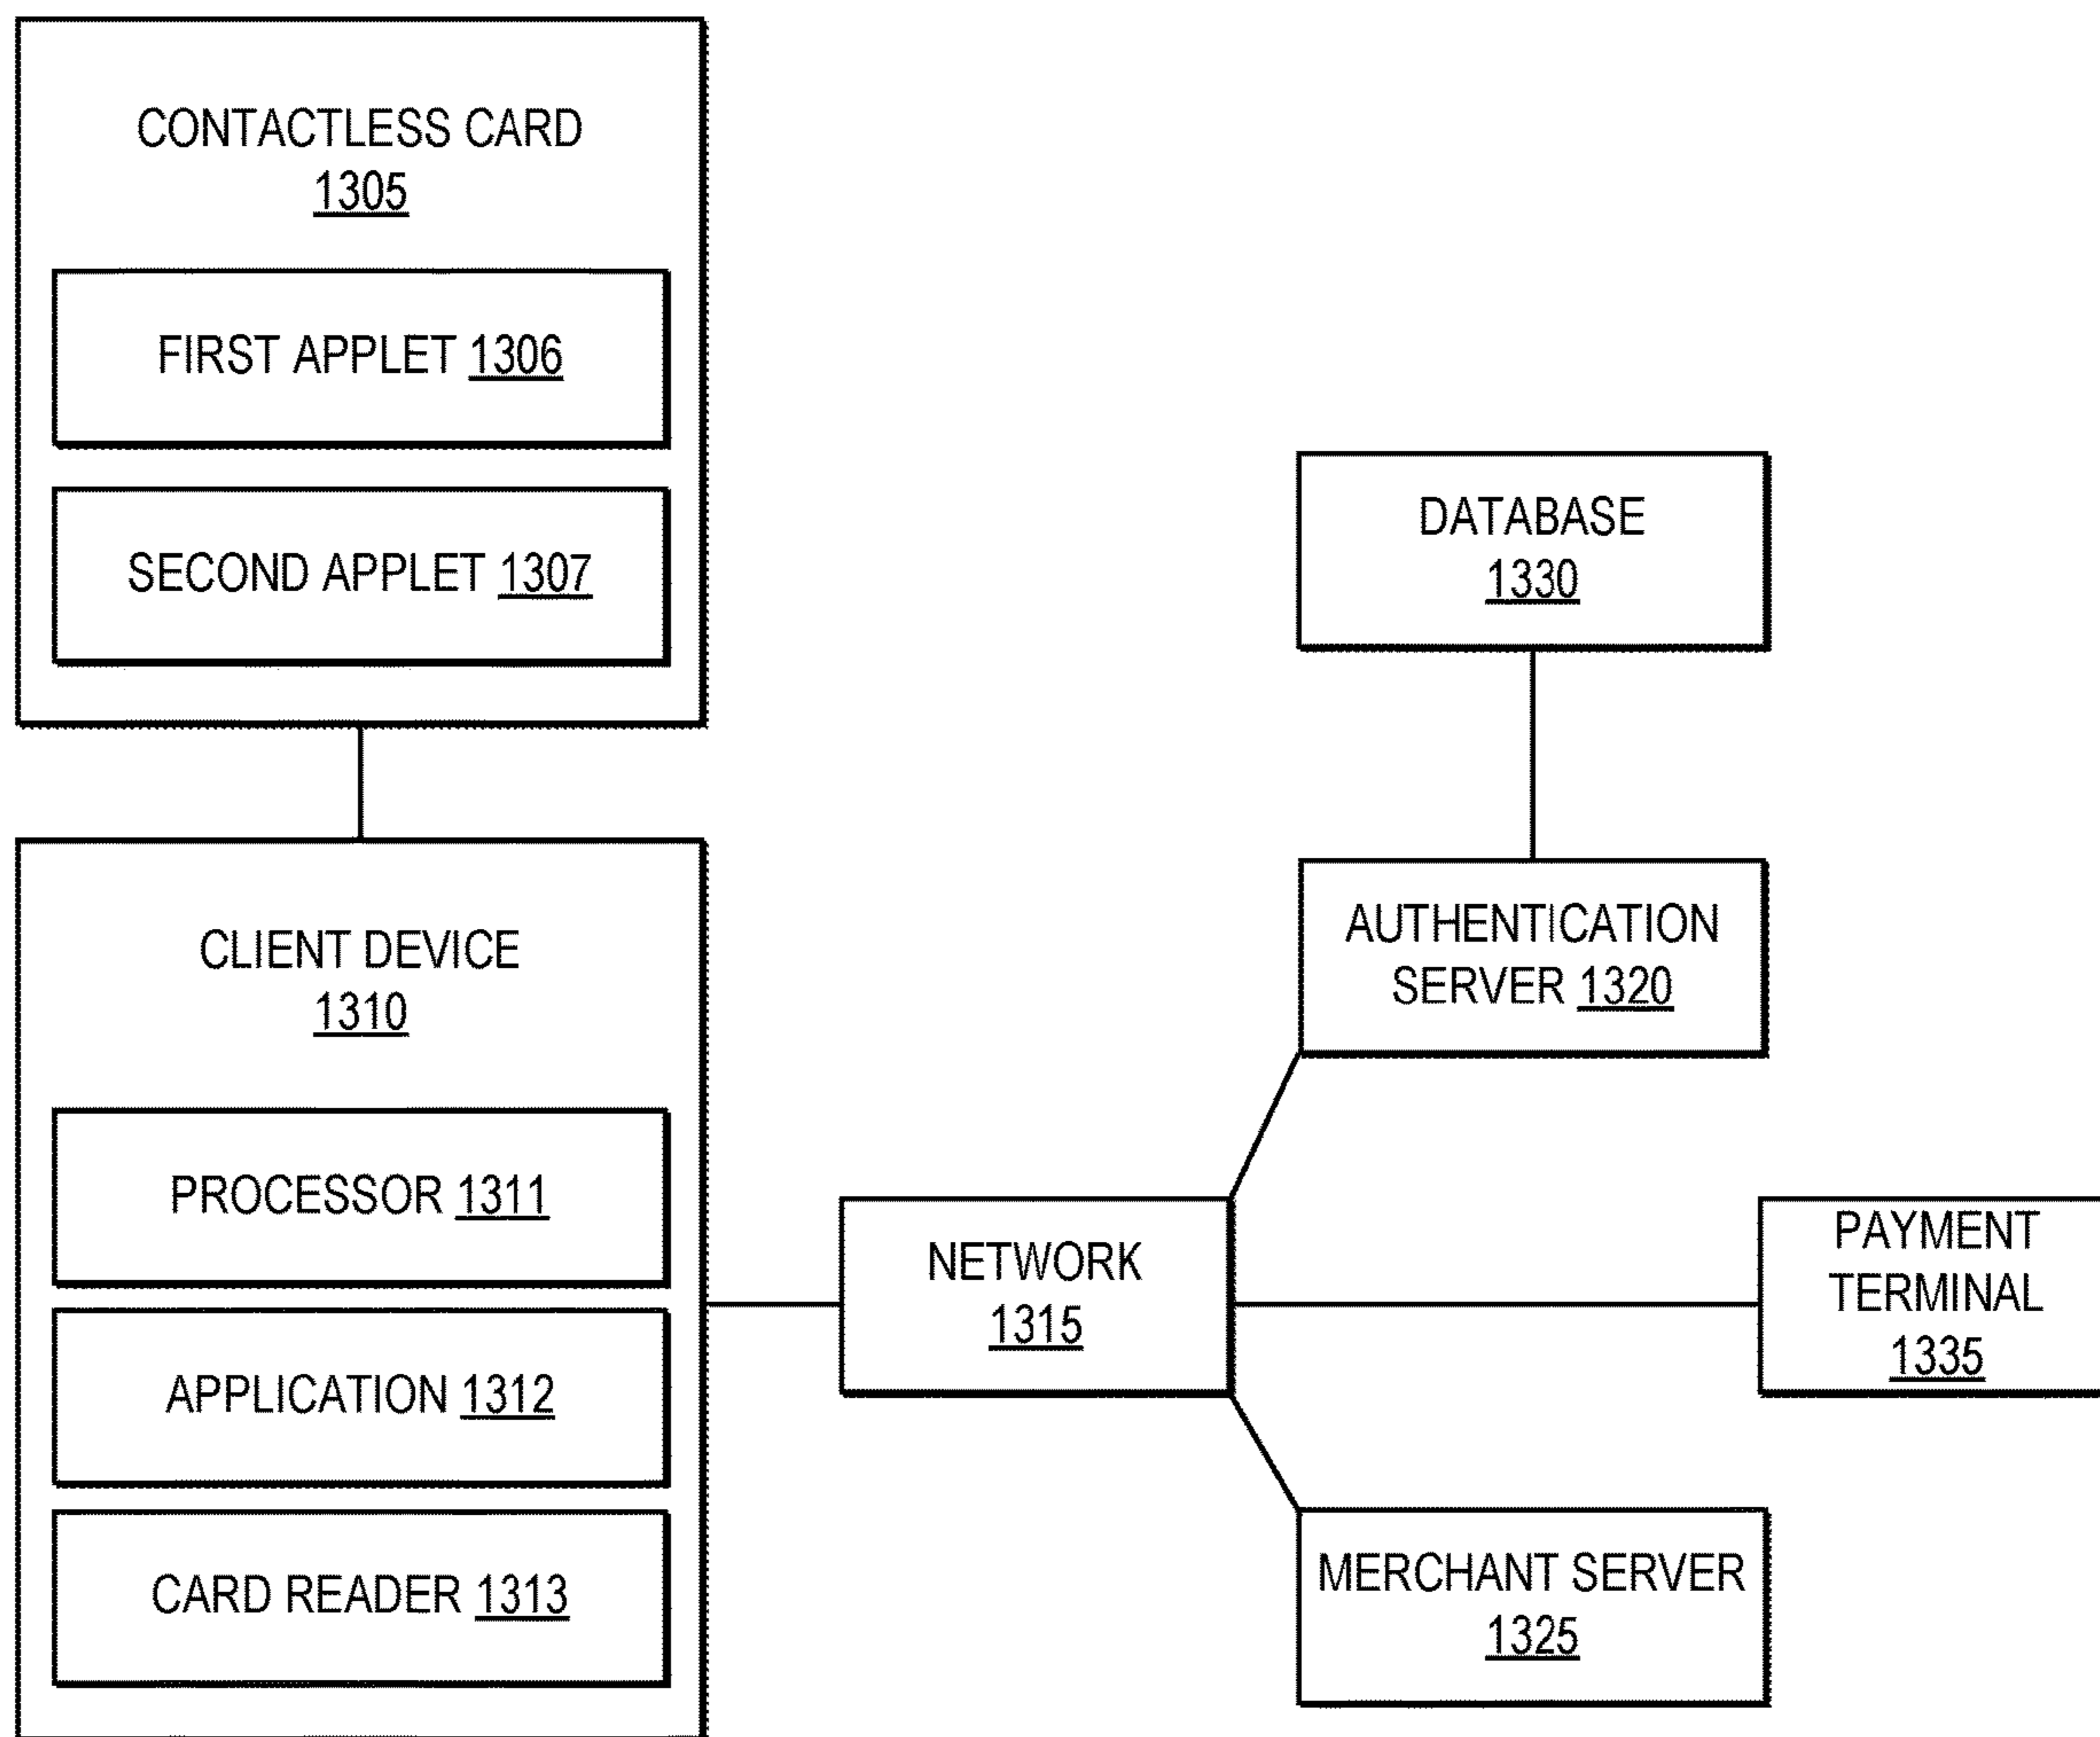 CONTACTLESS CARD
1305
FIRST APPLET 1306
SECOND APPLET 1307
CLIENT DEVICE
1310
PROCESSOR 1311
APPLICATION 1312
CARD READER 1313
NETWORK
1315
DATABASE
1330
AUTHENTICATION
SERVER 1320
PAYMENT
TERMINAL
1335
MERCHANT SERVER
1325